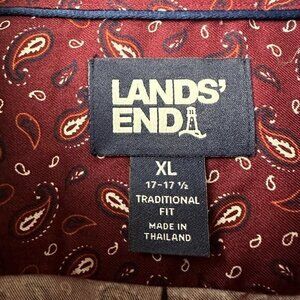 LANDS'
END
XL
17-17 ½
TRADITIONAL
FIT
MADE IN
THAILAND